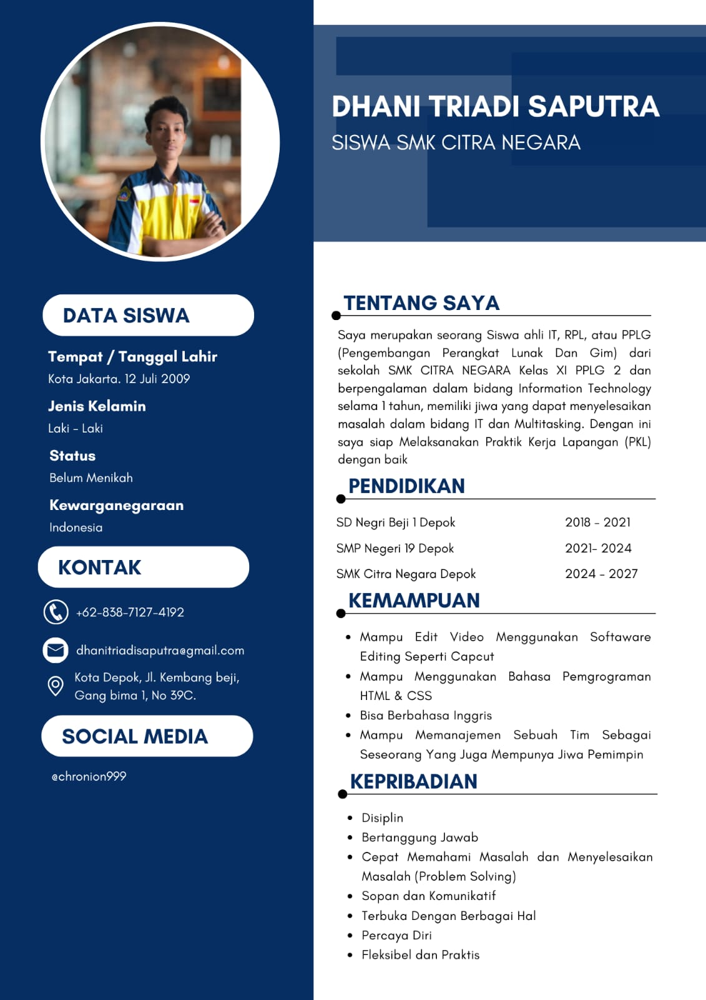 DHANI TRIADI SAPUTRA
SISWA SMK CITRA NEGARA
DATA SISWA
Tempat / Tanggal Lahir
Kota Jakarta. 12 Juli 2009
Jenis Kelamin
Laki - Laki
Status
Belum Menikah
Kewarganegaraan
Indonesia
KONTAK
+62-838-7127-4192
dhanitriadisaputra@gmail.com
Kota Depok, Jl. Kembang beji,
Gang bima 1, No 39C.
SOCIAL MEDIA
@chronion999
TENTANG SAYA
Saya merupakan seorang Siswa ahli IT, RPL, atau PPLG
(Pengembangan Perangkat Lunak Dan Gim) dari
sekolah SMK CITRA NEGARA Kelas XI PPLG 2 dan
berpengalaman dalam bidang Information Technology
selama 1 tahun, memiliki jiwa yang dapat menyelesaikan
masalah dalam bidang IT dan Multitasking. Dengan ini
saya siap Melaksanakan Praktik Kerja Lapangan (PKL)
dengan baik
PENDIDIKAN
SD Negri Beji 1 Depok 2018 - 2021
SMP Negeri 19 Depok 2021- 2024
SMK Citra Negara Depok 2024 - 2027
KEMAMPUAN
• Mampu Edit Video Menggunakan Softaware
Editing Seperti Capcut
• Mampu Menggunakan Bahasa Pemgrograman
HTML & CSS
• Bisa Berbahasa Inggris
• Mampu Memanajemen Sebuah Tim Sebagai
Seseorang Yang Juga Mempunya Jiwa Pemimpin
KEPRIBADIAN
• Disiplin
• Bertanggung Jawab
• Cepat Memahami Masalah dan Menyelesaikan
Masalah (Problem Solving)
• Sopan dan Komunikatif
• Terbuka Dengan Berbagai Hal
• Percaya Diri
• Fleksibel dan Praktis